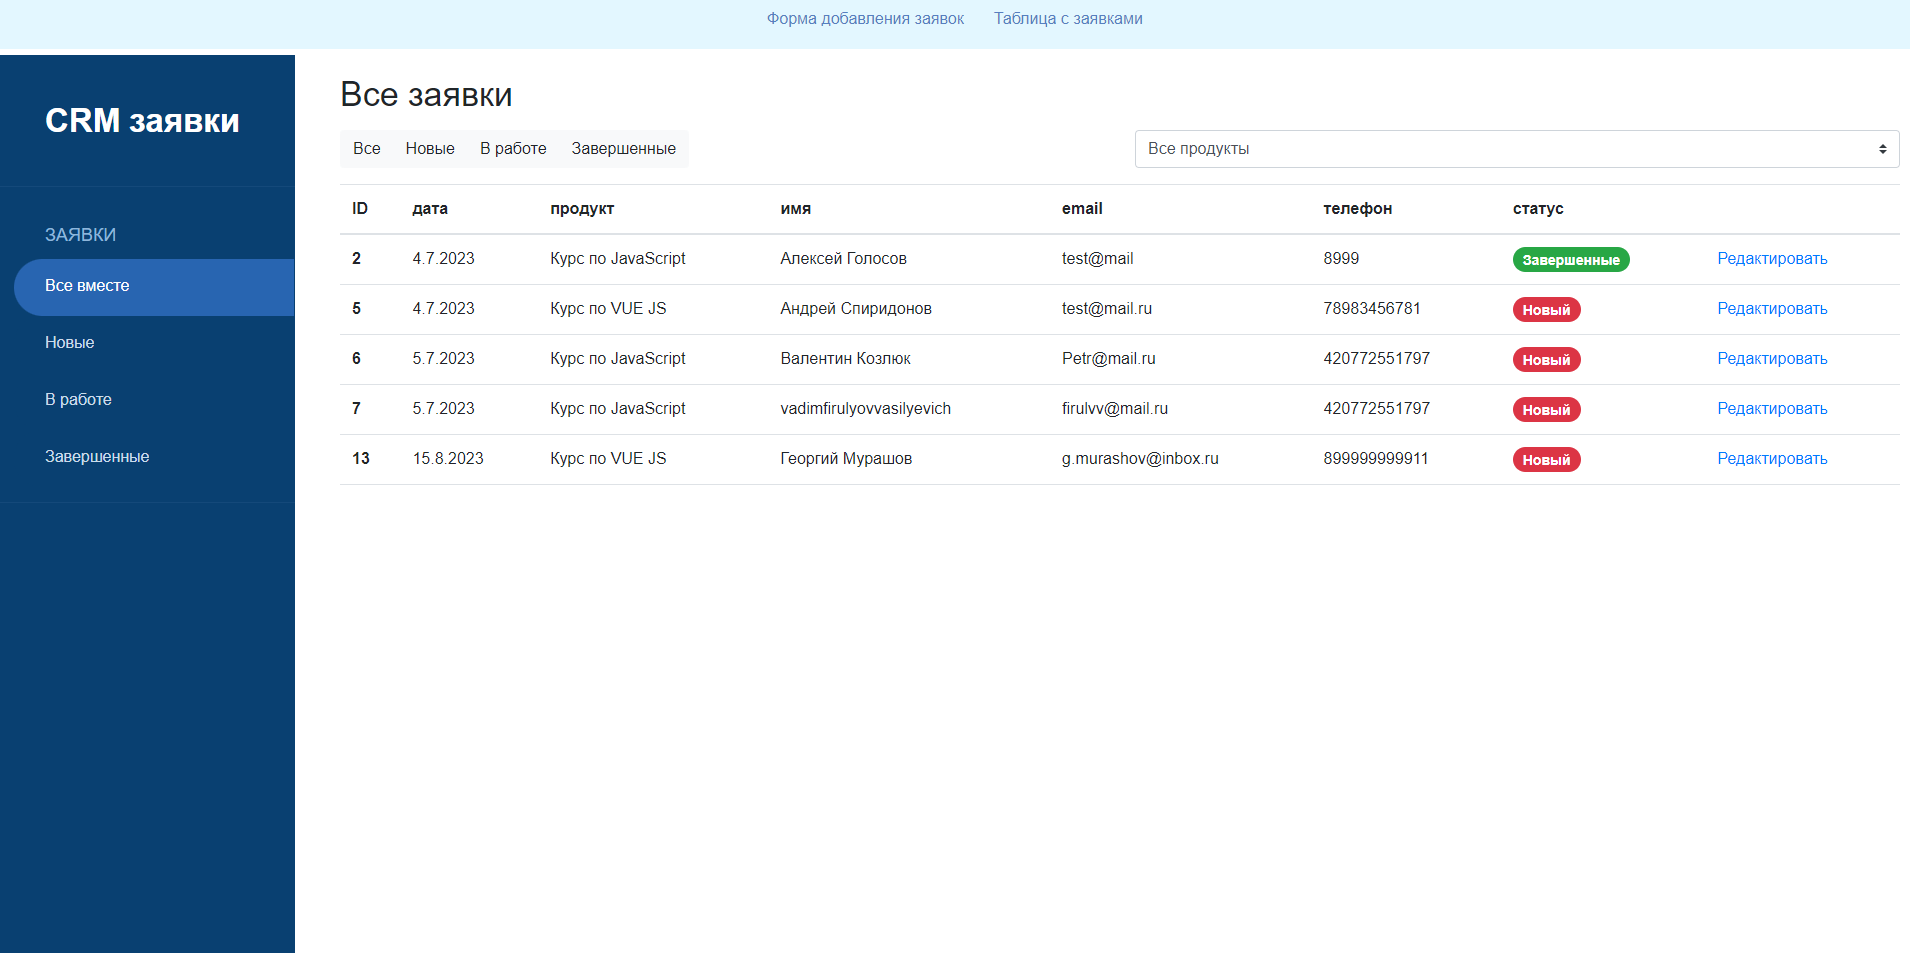 Форма добавления заявок Таблица с заявками
CRM заявки
ЗАЯВКИ
Все вместе
Новые
В работе
Завершенные
Все заявки
Все Новые В работе Завершенные Все продукты
ID дата продукт имя email телефон статус
2 4.7.2023 Курс по JavaScript Алексей Голосов test@mail 8999 Завершенные Редактировать
5 4.7.2023 Курс по VUE JS Андрей Спиридонов test@mail.ru 78983456781 Новый Редактировать
6 5.7.2023 Курс по JavaScript Валентин Козлюк Petr@mail.ru 420772551797 Новый Редактировать
7 5.7.2023 Курс по JavaScript vadimfirulyovvasilyevich firulvv@mail.ru 420772551797 Новый Редактировать
13 15.8.2023 Курс по VUE JS Георгий Мурашов g.murashov@inbox.ru 899999999911 Новый Редактировать